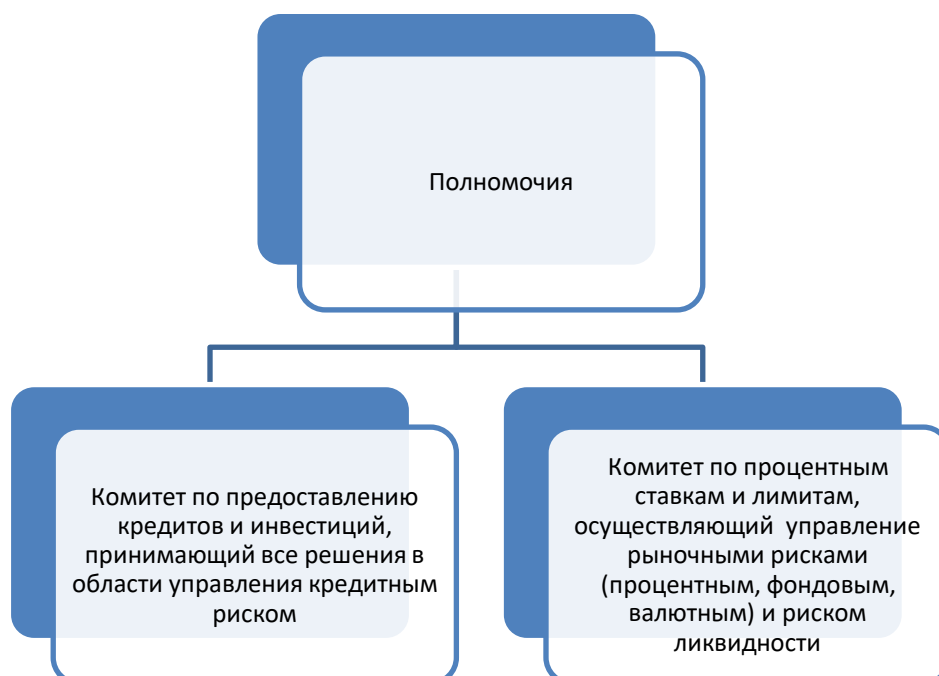 Полномочия
Комитет по предоставлению
кредитов и инвестиций,
принимающий все решения в
области управления кредитным
риском
Комитет по процентным
ставкам и лимитам,
осуществляющий управление
рыночными рисками
(процентным, фондовым,
валютным) и риском
ликвидности